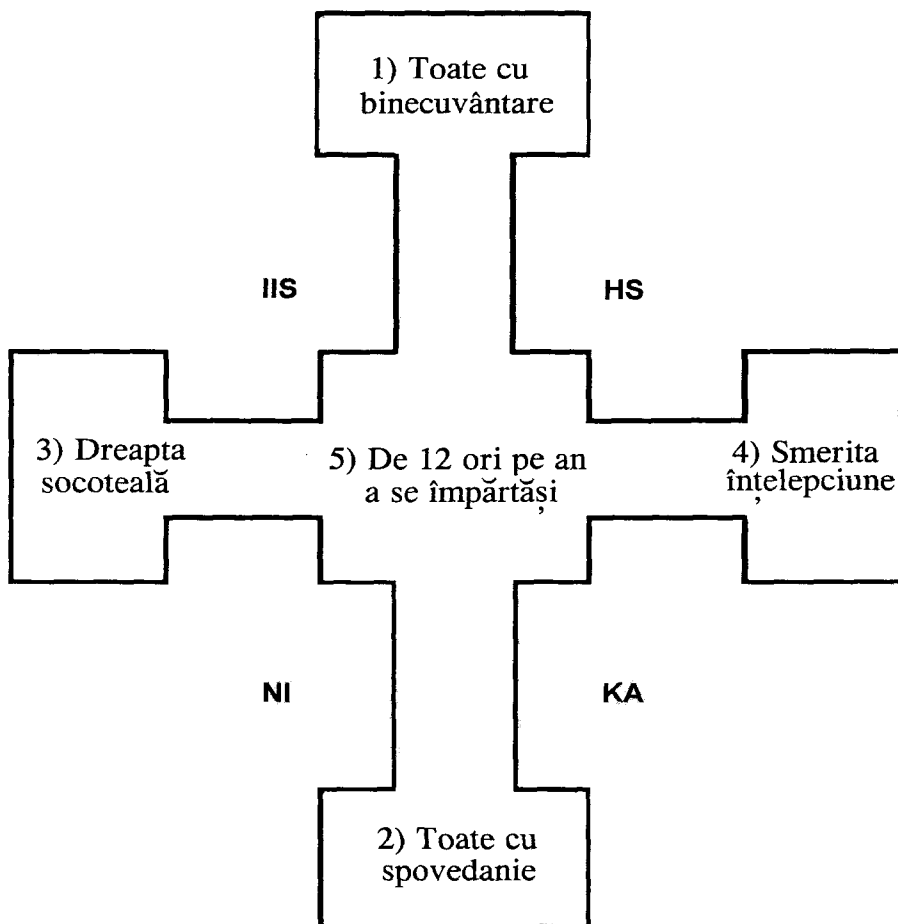 1) Toate cu
binecuvântare
IIS
HS
3) Dreapta
socoteală
5) De 12 ori pe an
a se împărtăși
4) Smerita
înțelepciune
NI
KA
2) Toate cu
spovedanie